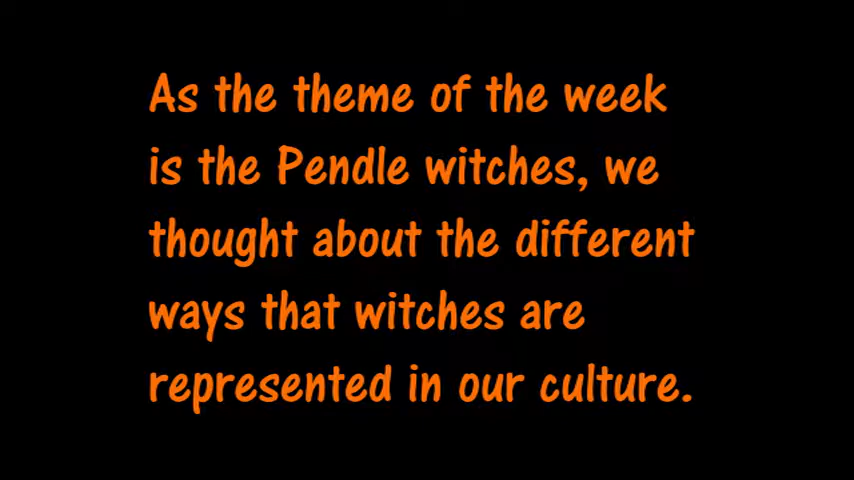 As the theme of the week
is the Pendle witches, we
thought about the different
ways that witches are
represented in our culture.